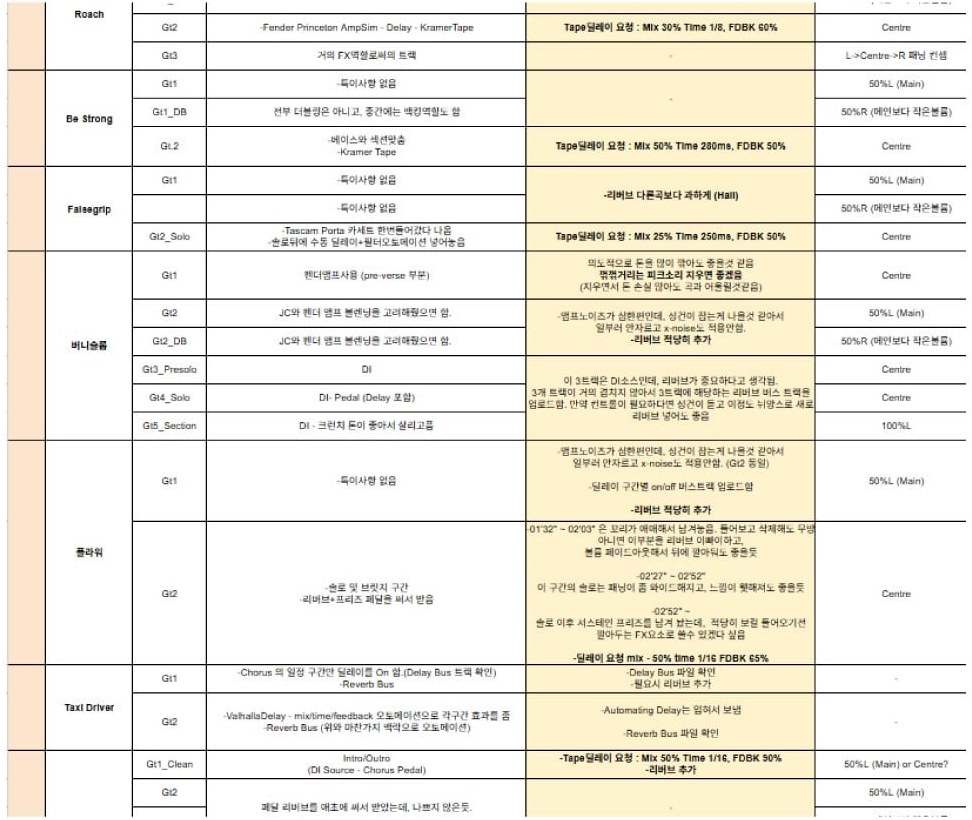 Roach
Gt2
-Fender Princeton AmpSim - Delay - KramerTape
Tape딜레이 요청 : Mix 30% Time 1/8, FDBK 60%
Centre
Gt3
거의 FX역할로써의 트랙
-
L->Centre->R 패닝 컨셉
Be Strong
Gt1
-특이사항 없음
-
50%L (Main)
Gt1_DB
전부 더블링은 아니고, 중간에는 백킹역할도 함
50%R (메인보다 작은볼륨)
Gt.2
-베이스와 섹션맞춤
-Kramer Tape
Tape딜레이 요청 : Mix 50% Time 280ms, FDBK 50%
Centre
Falsegrip
Gt1
-특이사항 없음
-리버브 다른곡보다 과하게 (Hall)
50%L (Main)
-특이사항 없음
50%R (메인보다 작은볼륨)
Gt2_Solo
-Tascam Porta 카세트 한번들어갔다 나옴
-솔로뒤에 수동 딜레이+필터오토메이션 넣어놓음
Tape딜레이 요청 : Mix 25% Time 250ms, FDBK 50%
Centre
버니슬롭
Gt1
펜더앰프사용 (pre-verse 부분)
의도적으로 톤을 많이 깎아도 좋을것 같음
꺾꺾거리는 피크소리 지우면 좋겠음
(지우면서 톤 손실 많아도 곡과 어울릴것같음)
Centre
Gt2
JC와 펜더 앰프 블렌딩을 고려해줬으면 함.
-앰프노이즈가 심한편인데, 성건이 잡는게 나을것 같아서
일부러 안자르고 x-noise도 적용안함.
-리버브 적당히 추가
50%L (Main)
Gt2_DB
JC와 펜더 앰프 블렌딩을 고려해줬으면 함.
50%R (메인보다 작은볼륨)
Gt3_Presolo
DI
이 3트랙은 DI소스인데, 리버브가 중요하다고 생각됨.
3개 트랙이 거의 겹치지 않아서 3트랙에 해당하는 리버브 버스 트랙을
업로드함. 만약 컨트롤이 필요하다면 성건이 듣고 이정도 뉘앙스로 새로
리버브 넣어도 좋음
Centre
Gt4_Solo
DI- Pedal (Delay 포함)
Centre
Gt5_Section
DI - 크런치 톤이 좋아서 살리고픔
100%L
플라워
Gt1
-특이사항 없음
-앰프노이즈가 심한편인데, 성건이 잡는게 나을것 같아서
일부러 안자르고 x-noise도 적용안함. (Gt2 동일)
-딜레이 구간별 on/off 버스트랙 업로드함
-리버브 적당히 추가
50%L (Main)
Gt2
-솔로 및 브릿지 구간
-리버브+프리즈 페달을 써서 받음
-01'32" ~ 02'03" 은 꼬리가 애매해서 남겨놓음. 들어보고 삭제해도 무방
아니면 이부분을 리버브 이빠이하고,
볼륨 페이드아웃해서 뒤에 깔아둬도 좋을듯
-02'27" ~ 02'52"
이 구간의 솔로는 패닝이 좀 와이드해지고, 느낌이 웻해져도 좋을듯
-02'52" ~
솔로 이후 서스테인 프리즈를 남겨 놨는데, 적당히 보컬 들어오기전
깔아두는 FX요소로 쓸수 있겠다 싶음
-딜레이 요청 mix - 50% time 1/16 FDBK 65%
Centre
Taxi Driver
Gt1
-Chorus 의 일정 구간만 딜레이를 On 함.(Delay Bus 트랙 확인)
-Reverb Bus
-Delay Bus 파일 확인
-필요시 리버브 추가
-
Gt2
-ValhallaDelay - mix/time/feedback 오토메이션으로 각구간 효과를 줌
-Reverb Bus (위와 마찬가지 맥락으로 오토메이션)
-Automating Delay는 입혀서 보냄
-Reverb Bus 파일 확인
-
Gt1_Clean
Intro/Outro
(DI Source - Chorus Pedal)
-Tape딜레이 요청 : Mix 50% Time 1/16, FDBK 90%
-리버브 추가
50%L (Main) or Centre?
Gt2
페달 리버브를 애초에 써서 받았는데, 나쁘지 않은듯.
-
50%L (Main)